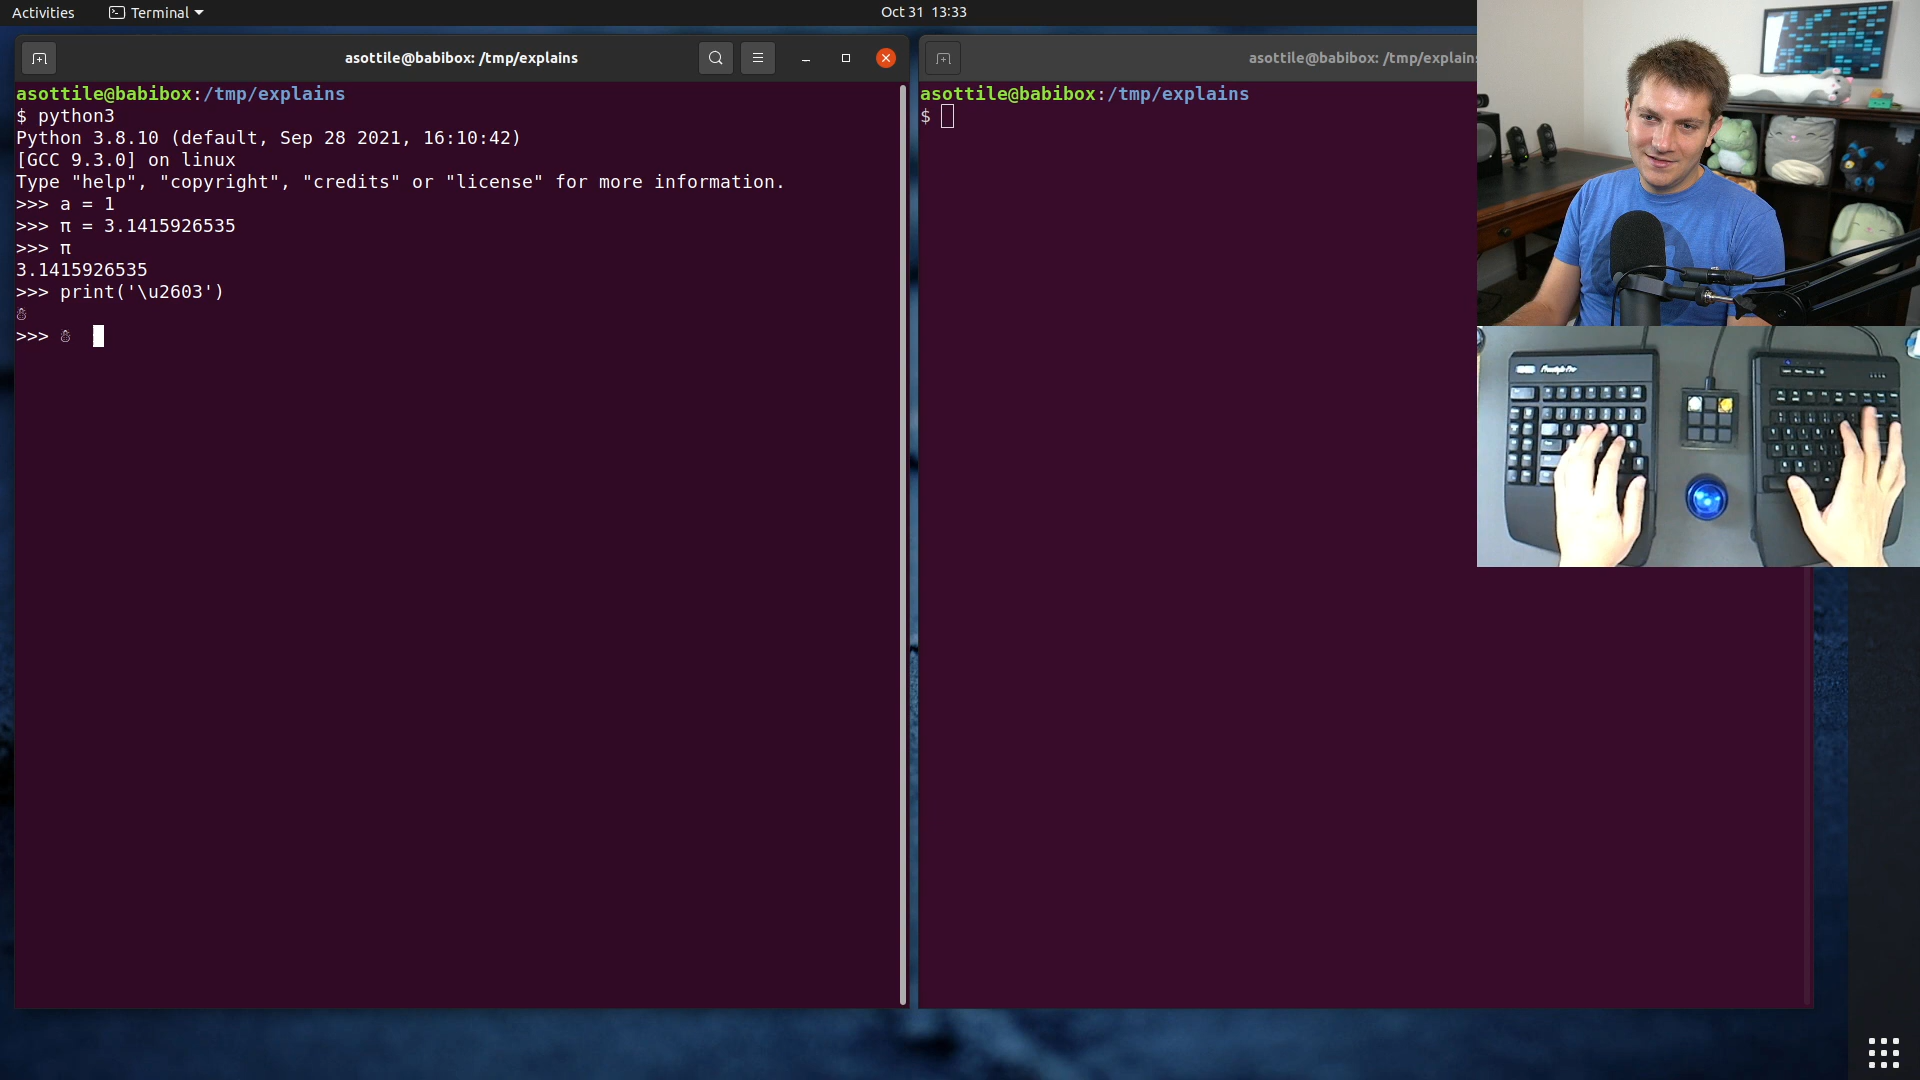 Activities
Terminal
Oct 31 13:33
asottile@babibox: /tmp/explains
asottile@babibox:/tmp/explains
$ python3
Python 3.8.10 (default, Sep 28 2021, 16:10:42)
[GCC 9.3.0] on linux
Type "help", "copyright", "credits" or "license" for more information.
>>> a = 1
>>> π = 3.1415926535
>>> π
3.1415926535
>>> print('\u2603')
☃
>>> ☃
asottile@babibox: /tmp/explains
asottile@babibox:/tmp/explains
$
Freestyle Pro